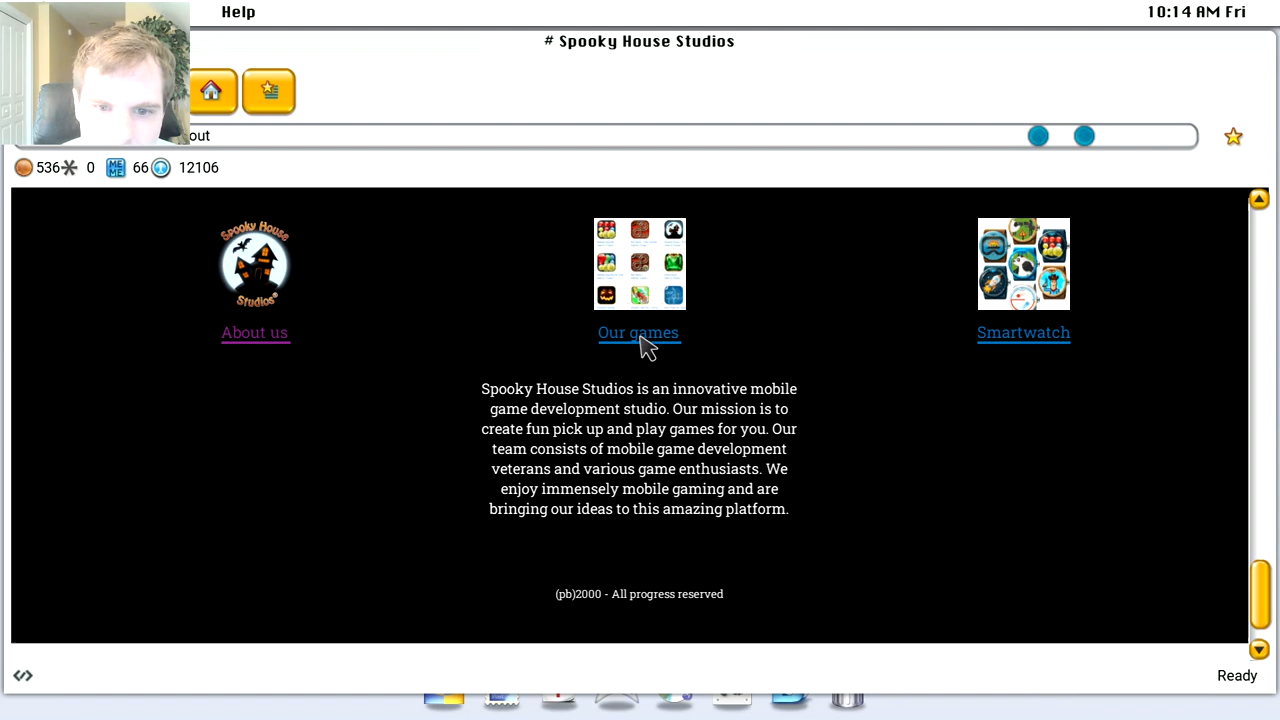 Help
10:14 AM Fri
# Spooky House Studios
out
536 0 66 12106
Spooky House
Studios
About us
Our games
Smartwatch
Spooky House Studios is an innovative mobile
game development studio. Our mission is to
create fun pick up and play games for you. Our
team consists of mobile game development
veterans and various game enthusiasts. We
enjoy immensely mobile gaming and are
bringing our ideas to this amazing platform.
(pb)2000 - All progress reserved
Ready